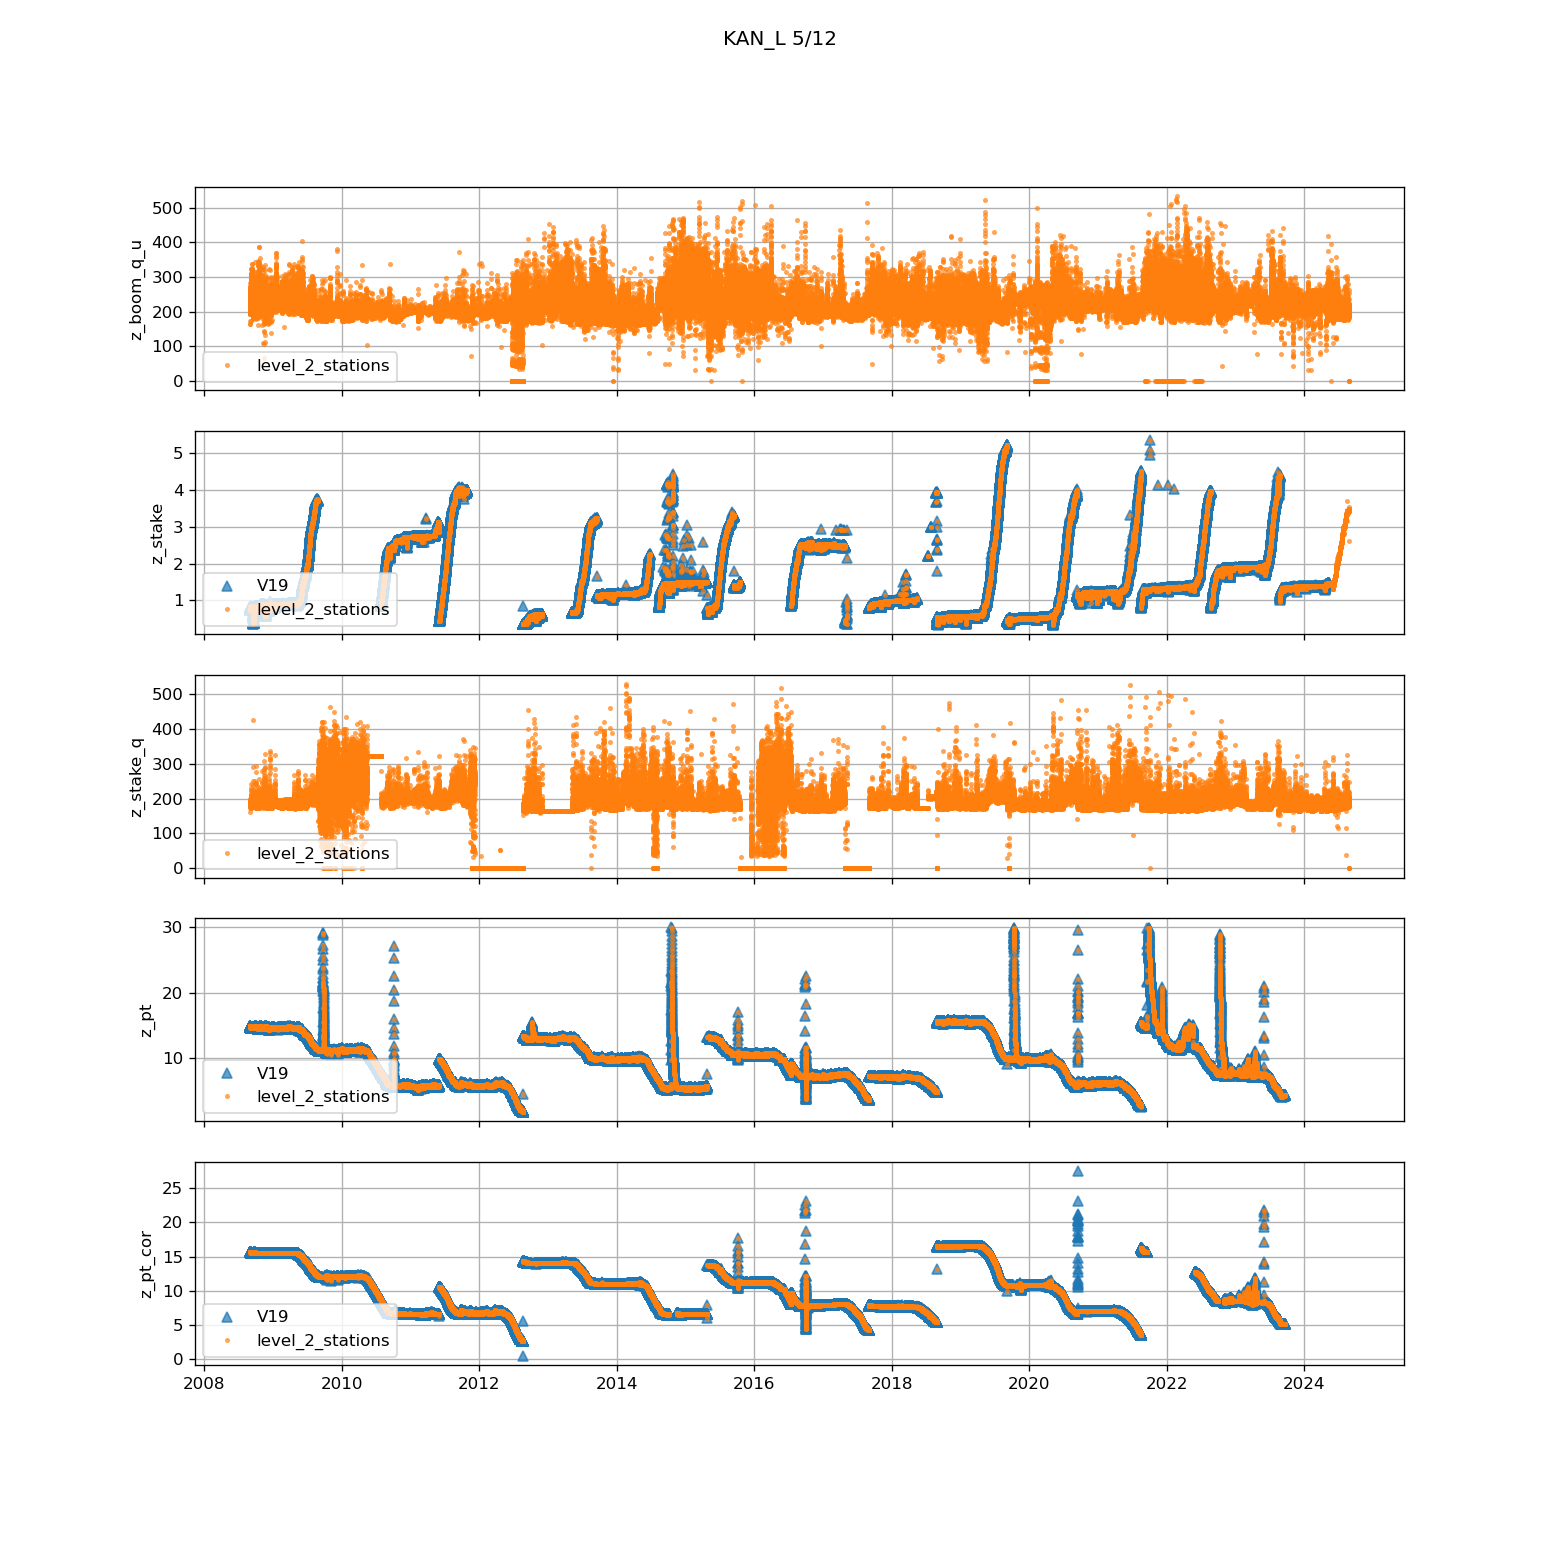 KAN_L 5/12
z_boom_q_u
500
400
300
200
100
0
level_2_stations
z_stake
5
4
3
2
1
V19
level_2_stations
z_stake_q
500
400
300
200
100
0
level_2_stations
z_pt
30
20
10
V19
level_2_stations
z_pt_cor
25
20
15
10
5
0
V19
level_2_stations
2008 2010 2012 2014 2016 2018 2020 2022 2024